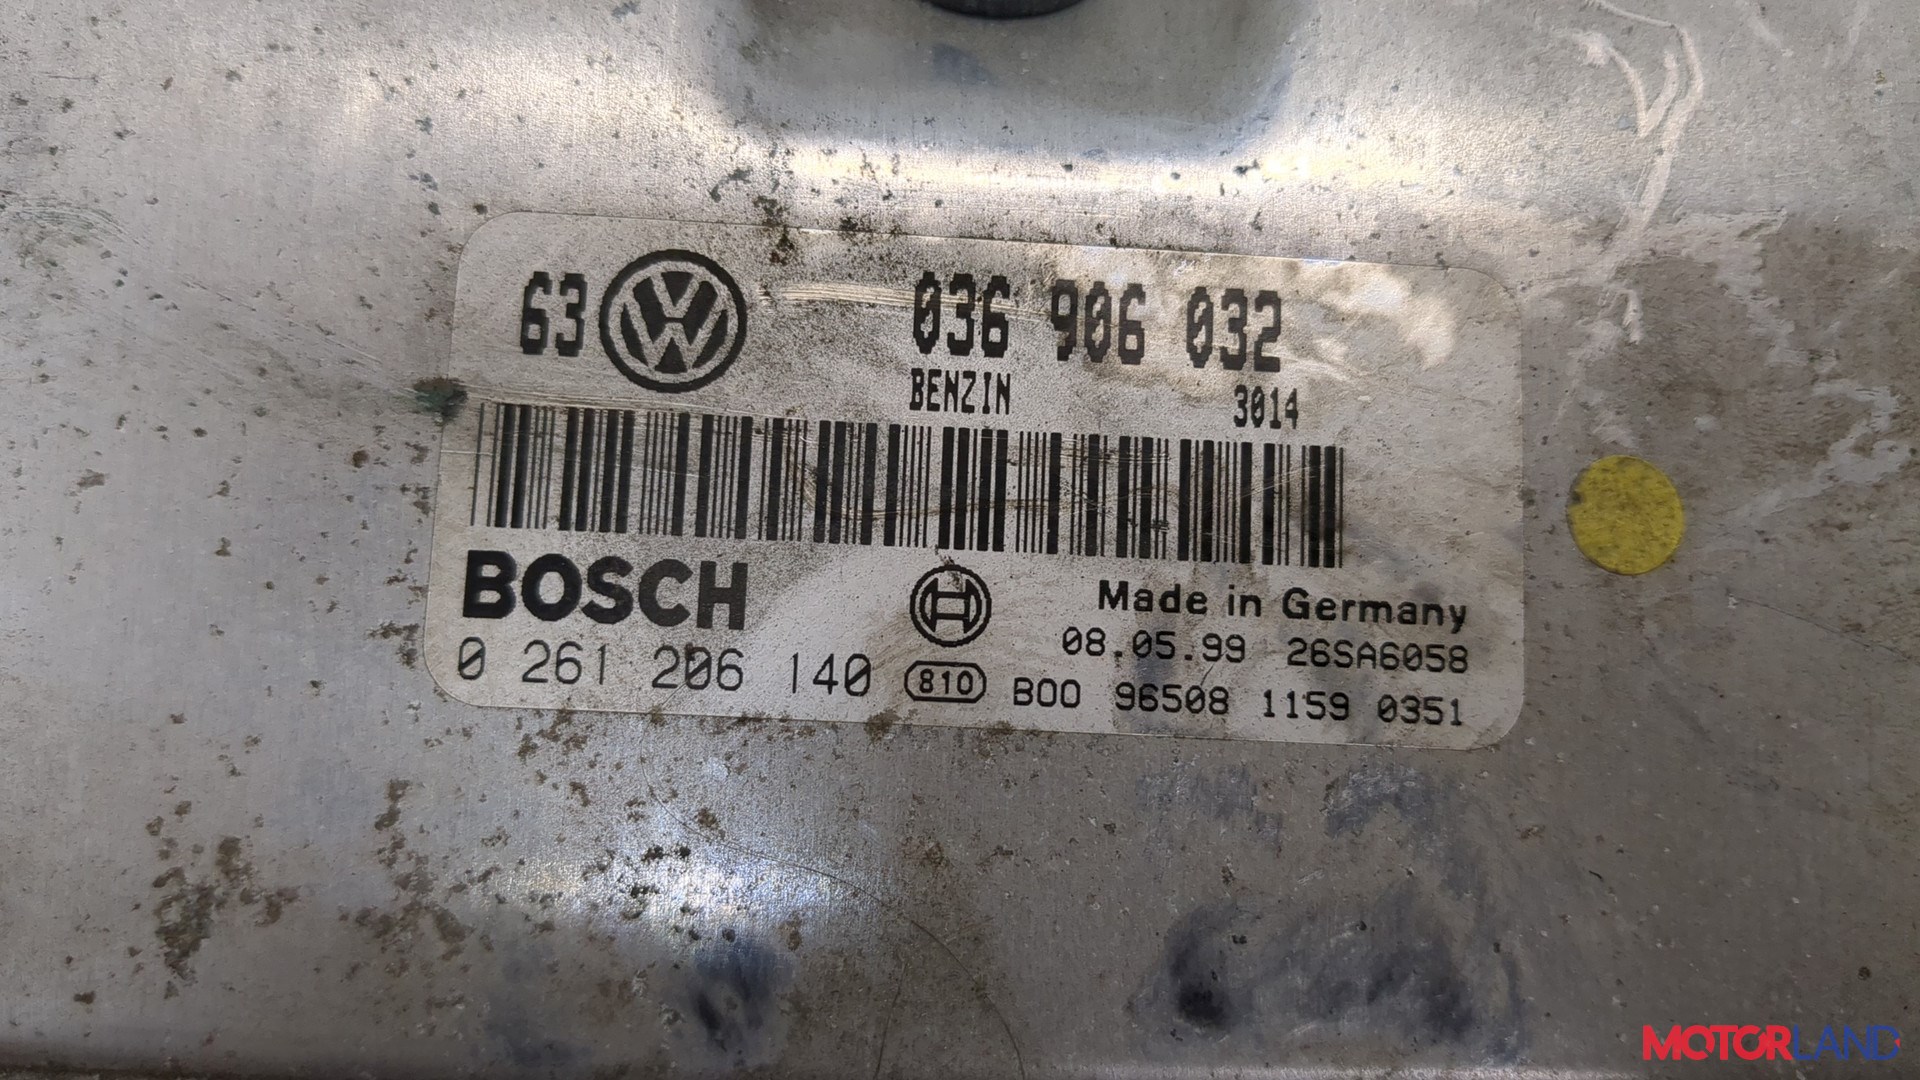 63 VW 036 906 032
BENZIN 3014
BOSCH Made in Germany
08.05.99 26SA6058
0 261 206 140 810 B00 96508 1159 0351
MOTORLAND